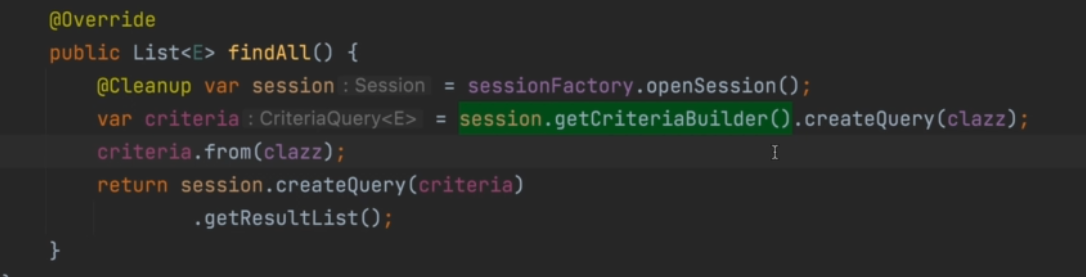 @Override
public List<E> findAll() {
@Cleanup var session : Session = sessionFactory.openSession();
var criteria : CriteriaQuery<E> = session.getCriteriaBuilder().createQuery(clazz);
criteria.from(clazz);
return session.createQuery(criteria)
.getResultList();
}